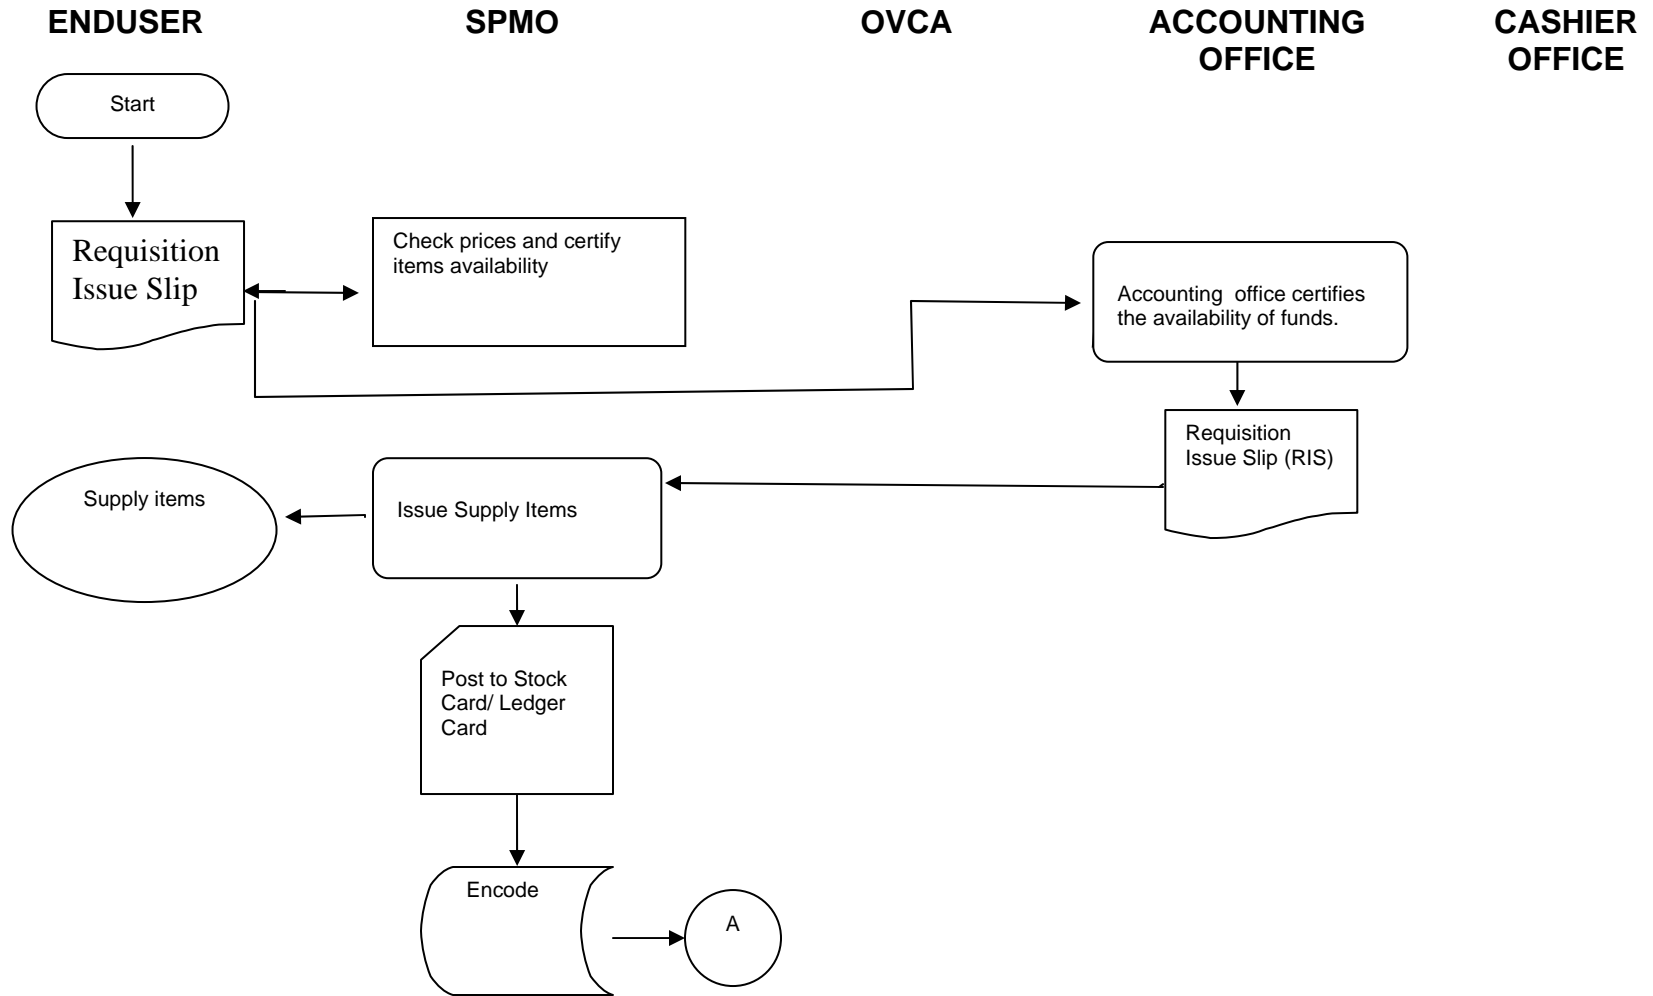 ENDUSER
SPMO
OVCA
ACCOUNTING
OFFICE
CASHIER
OFFICE
Start
Requisition
Issue Slip
Check prices and certify
items availability
Accounting office certifies
the availability of funds.
Requisition
Issue Slip (RIS)
Supply items
Issue Supply Items
Post to Stock
Card/ Ledger
Card
Encode
A